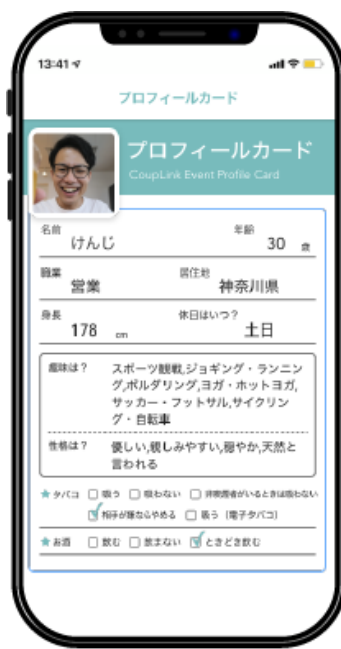 13:41
プロフィールカード
プロフィールカード
CoupLink Event Profile Card
名前 年齢
けんじ 30 歳
職業 居住地
営業 神奈川県
身長 休日はいつ?
178 cm 土日
趣味は? スポーツ観戦,ジョギング・ランニン
グ,ボルダリング,ヨガ・ホットヨガ,
サッカー・フットサル,サイクリン
グ・自転車
性格は? 優しい,親しみやすい,穏やか,天然と
言われる
★ タバコ 吸う 吸わない 非喫煙者がいるときは吸わない
相手が嫌ならやめる 吸う(電子タバコ)
★ お酒 飲む 飲まない ときどき飲む